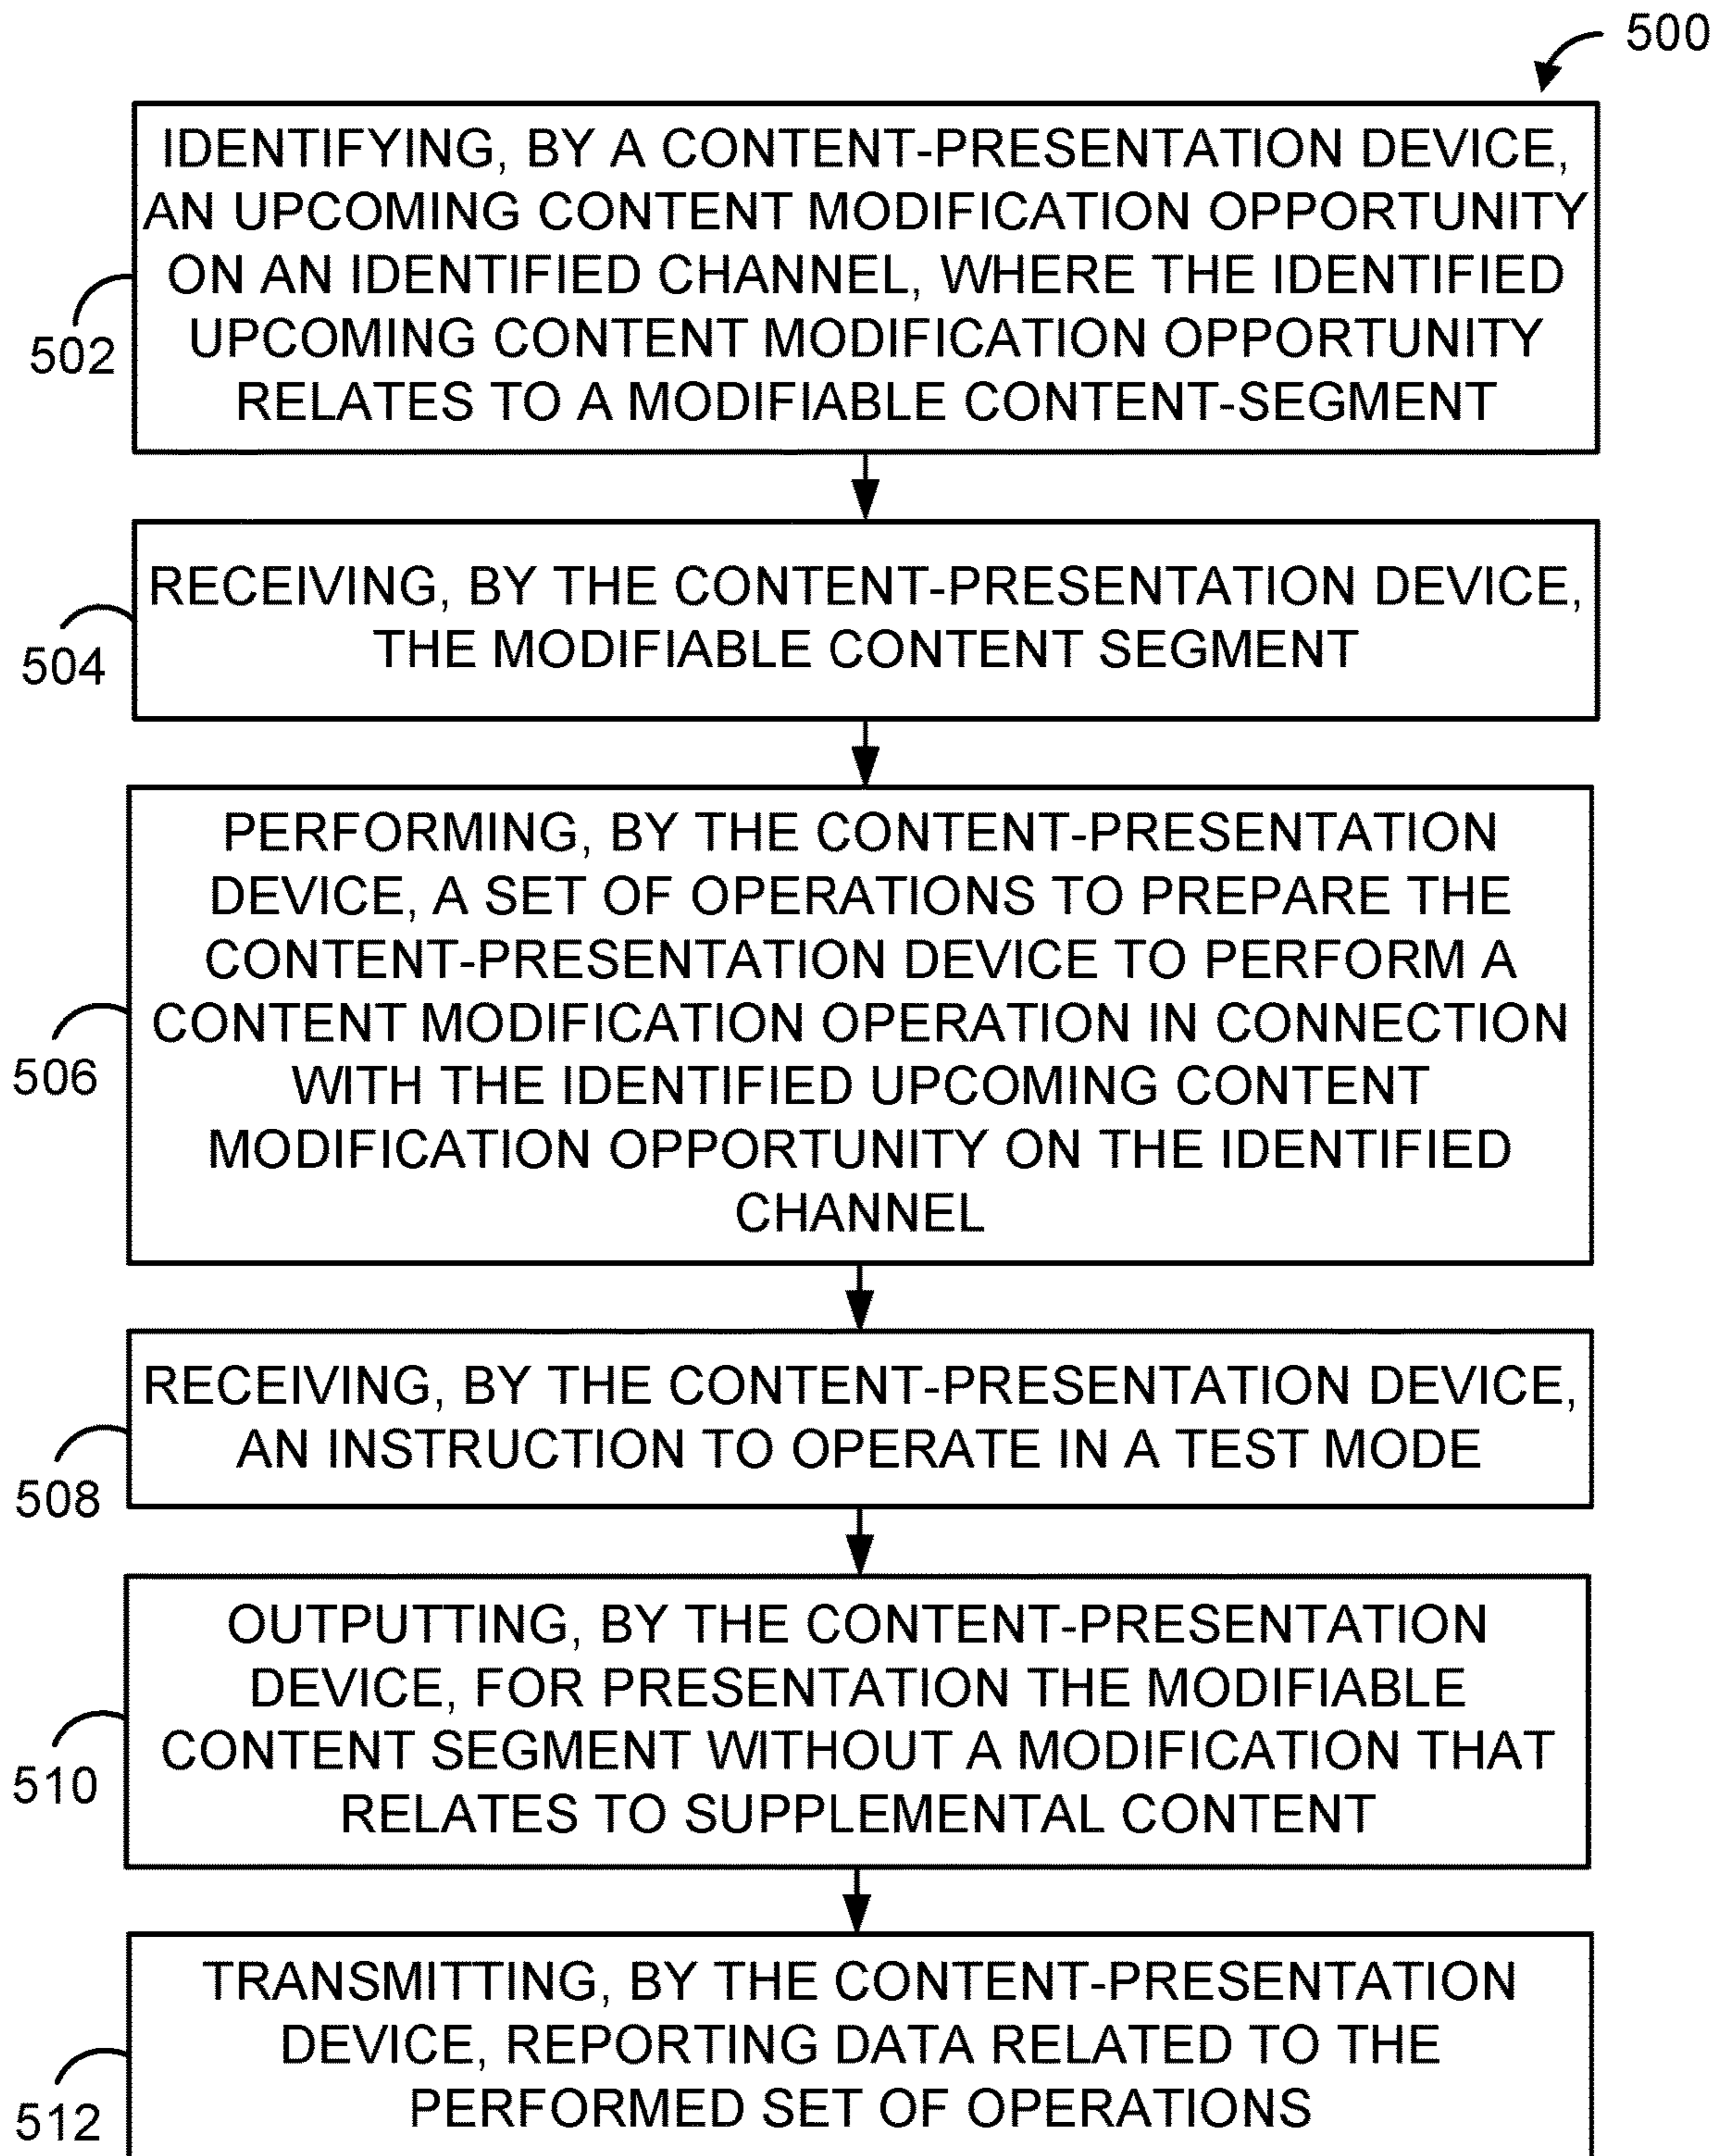 500
IDENTIFYING, BY A CONTENT-PRESENTATION DEVICE,
AN UPCOMING CONTENT MODIFICATION OPPORTUNITY
ON AN IDENTIFIED CHANNEL, WHERE THE IDENTIFIED
UPCOMING CONTENT MODIFICATION OPPORTUNITY
RELATES TO A MODIFIABLE CONTENT-SEGMENT
502
RECEIVING, BY THE CONTENT-PRESENTATION DEVICE,
THE MODIFIABLE CONTENT SEGMENT
504
PERFORMING, BY THE CONTENT-PRESENTATION
DEVICE, A SET OF OPERATIONS TO PREPARE THE
CONTENT-PRESENTATION DEVICE TO PERFORM A
CONTENT MODIFICATION OPERATION IN CONNECTION
WITH THE IDENTIFIED UPCOMING CONTENT
MODIFICATION OPPORTUNITY ON THE IDENTIFIED
CHANNEL
506
RECEIVING, BY THE CONTENT-PRESENTATION DEVICE,
AN INSTRUCTION TO OPERATE IN A TEST MODE
508
OUTPUTTING, BY THE CONTENT-PRESENTATION
DEVICE, FOR PRESENTATION THE MODIFIABLE
CONTENT SEGMENT WITHOUT A MODIFICATION THAT
RELATES TO SUPPLEMENTAL CONTENT
510
TRANSMITTING, BY THE CONTENT-PRESENTATION
DEVICE, REPORTING DATA RELATED TO THE
PERFORMED SET OF OPERATIONS
512